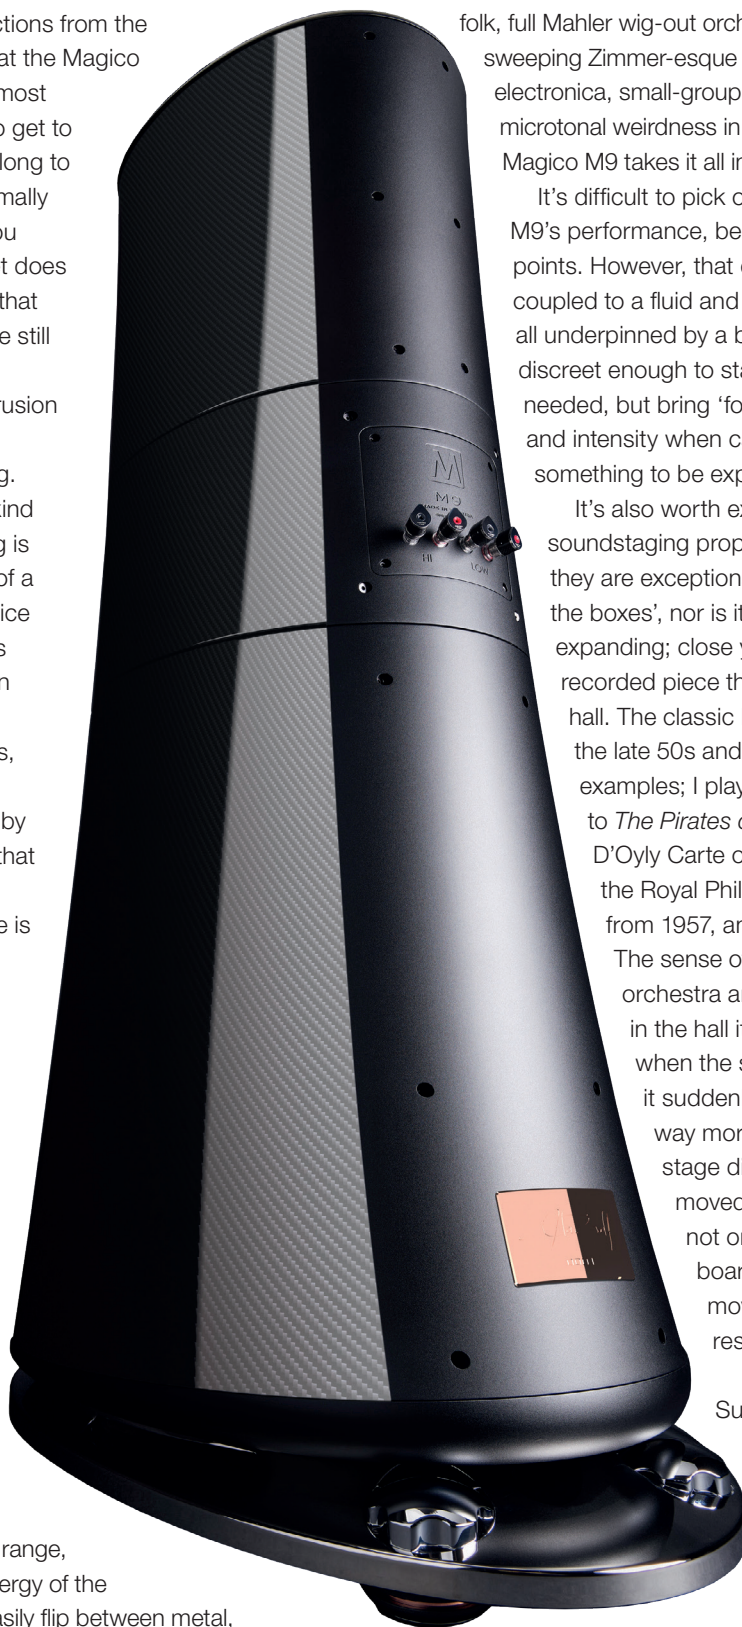 ctions from the
at the Magico
most
o get to
long to
mally
ou
t does
that
e still
rusion
g.
kind
g is
of a
ice
s
n
s,
by
that
e is
range,
ergy of the
asily flip between metal,
folk, full Mahler wig-out orch
sweeping Zimmer-esque
electronica, small-group
microtonal weirdness in
Magico M9 takes it all in
It’s difficult to pick o
M9’s performance, be
points. However, that
coupled to a fluid and
all underpinned by a b
discreet enough to sta
needed, but bring ‘fo
and intensity when c
something to be exp
It’s also worth ex
soundstaging prop
they are exception
the boxes’, nor is it
expanding; close y
recorded piece th
hall. The classic
the late 50s and
examples; I play
to The Pirates o
D’Oyly Carte o
the Royal Phil
from 1957, an
The sense o
orchestra a
in the hall it
when the s
it sudden
way mor
stage d
moved
not or
boar
mov
res
Su
M
M9
HI
LOW